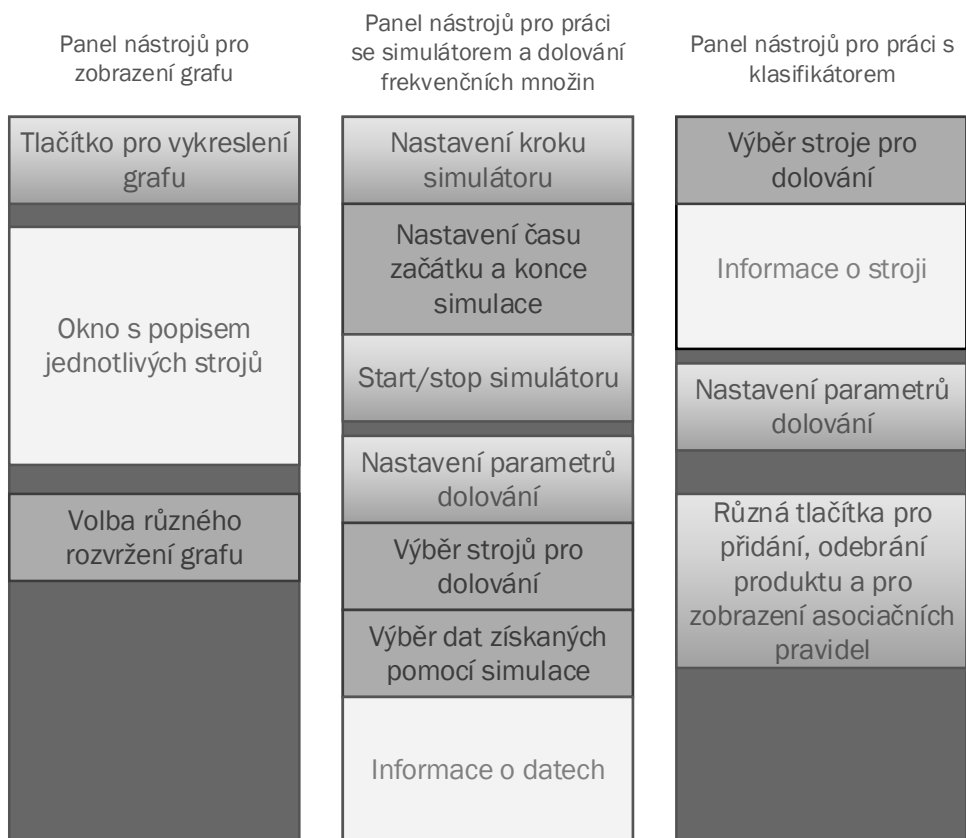 Panel nástrojů pro
zobrazení grafu
Tlačítko pro vykreslení
grafu
Okno s popisem
jednotlivých strojů
Volba různého
rozvržení grafu
Panel nástrojů pro práci
se simulátorem a dolování
frekvenčních množin
Nastavení kroku
simulátoru
Nastavení času
začátku a konce
simulace
Start/stop simulátoru
Nastavení parametrů
dolování
Výběr strojů pro
dolování
Výběr dat získaných
pomocí simulace
Informace o datech
Panel nástrojů pro práci s
klasifikátorem
Výběr stroje pro
dolování
Informace o stroji
Nastavení parametrů
dolování
Různá tlačítka pro
přidání, odebrání
produktu a pro
zobrazení asociačních
pravidel